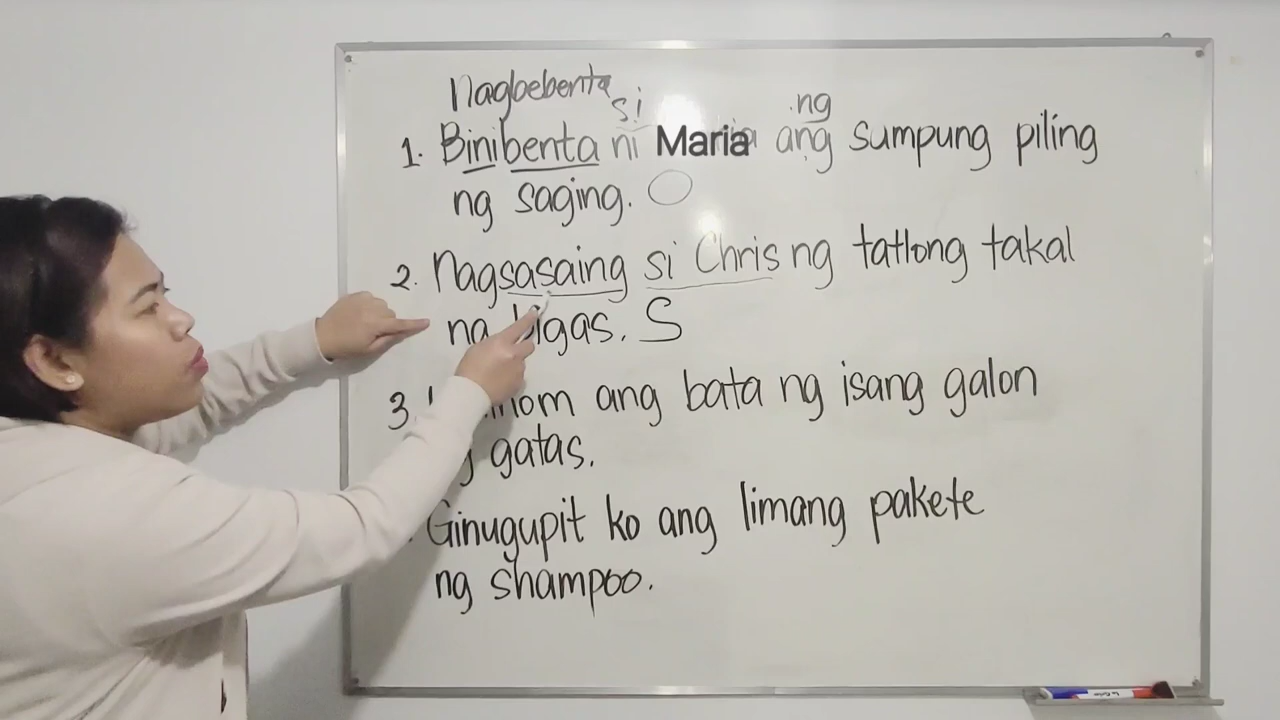 Nagbebenta
si ng
1. Binibenta ni Maria ang sumpung piling
ng saging. O
2. Nagsasaing si Chris ng tatlong takal
ng bigas. S
3. ang bata ng isang galon
gatas.
Ginugupit ko ang limang pakete
ng shampoo.